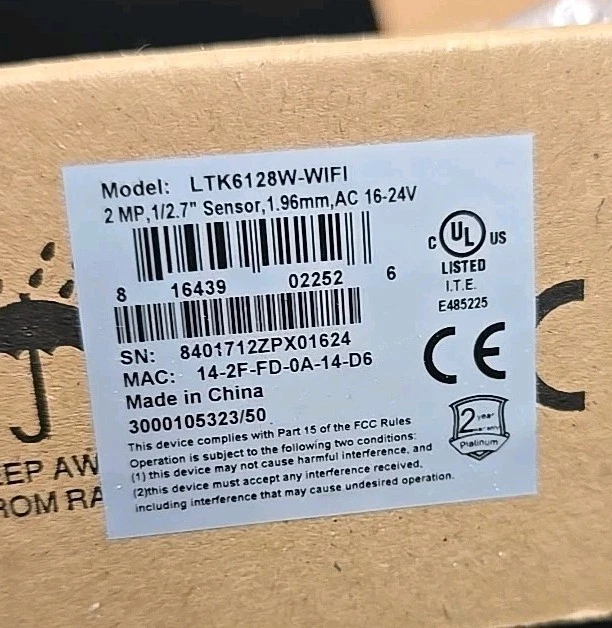 Model: LTK6128W-WIFI
2 MP,1/2.7" Sensor,1.96mm,AC 16-24V
8 16439 02252 6
C UL US
LISTED
I.T.E.
E485225
SN: 8401712ZPX01624
MAC: 14-2F-FD-0A-14-D6
CE
Made in China
3000105323/50
2 year
warranty
Platinum
This device complies with Part 15 of the FCC Rules
Operation is subject to the following two conditions:
(1) this device may not cause harmful interference, and
(2)this device must accept any interference received,
including interference that may cause undesired operation.
EEP AW
ROM RA